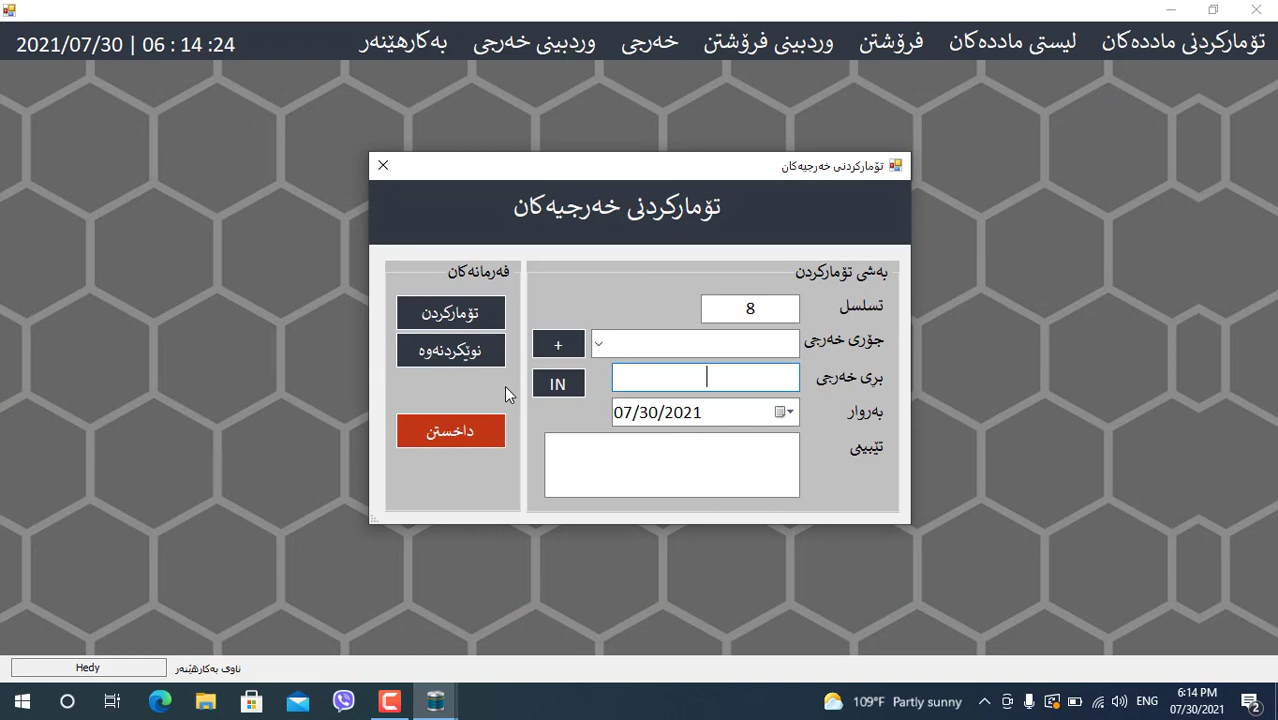 2021/07/30 | 06 : 14 : 24
تۆمارکردنی ماددەکان لیستی ماددەکان فرۆشتن وردبینی فرۆشتن خەرجی وردبینی خەرجی بەکارهێنەر
تۆمارکردنی خەرجیەکان
تۆمارکردنی خەرجیەکان
بەشی تۆمارکردن
تسلسل 8
جۆری خەرجی +
بڕی خەرجی IN
بەروار 07/30/2021
تێبینی
فەرمانەکان
تۆمارکردن
نوێکردنەوە
داخستن
ناوی بەکارهێنەر Hedy
109°F Partly sunny ENG 6:14 PM
07/30/2021 2